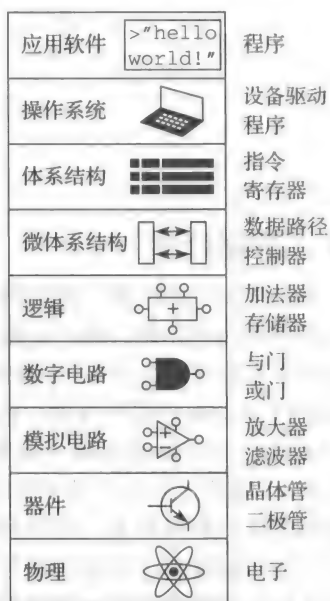 应用软件
>"hello
world!"
程序
操作系统
设备驱动
程序
体系结构
指令
寄存器
微体系结构
数据路径
控制器
逻辑
+
加法器
存储器
数字电路
与门
或门
模拟电路
+
-
放大器
滤波器
器件
晶体管
二极管
物理
电子